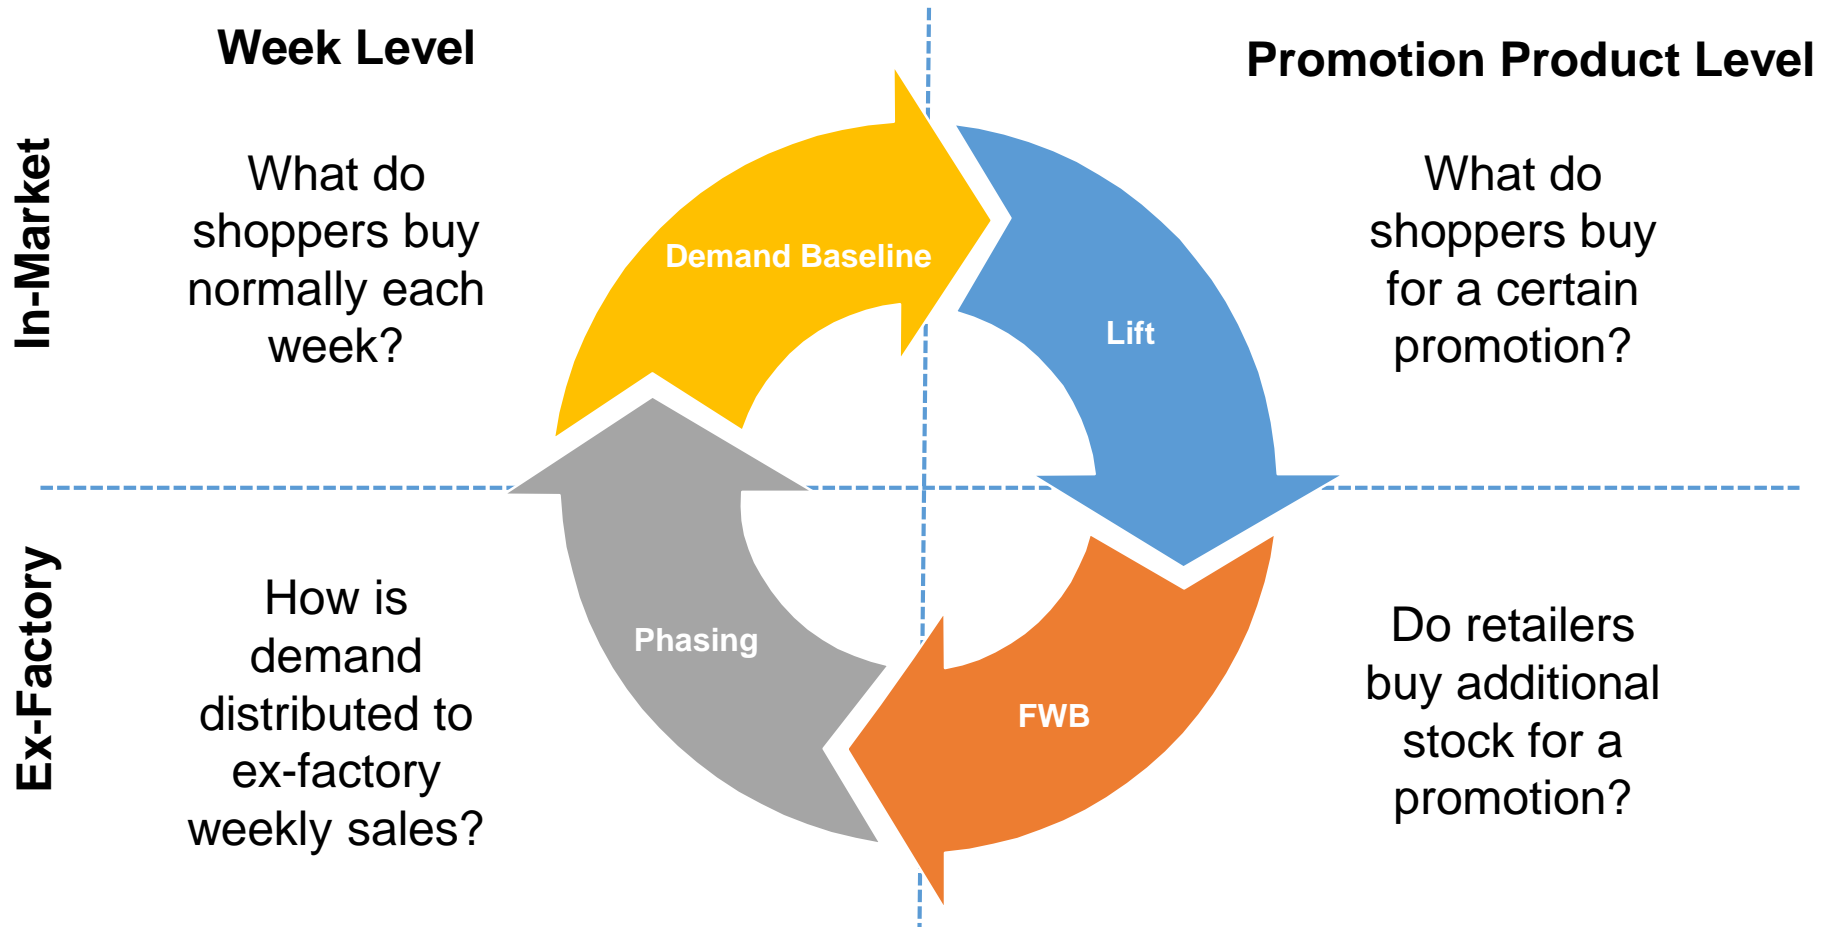 Week Level
Promotion Product Level
In-Market
What do
shoppers buy
normally each
week?
Demand Baseline
Lift
What do
shoppers buy
for a certain
promotion?
Ex-Factory
How is
demand
distributed to
ex-factory
weekly sales?
Phasing
FWB
Do retailers
buy additional
stock for a
promotion?